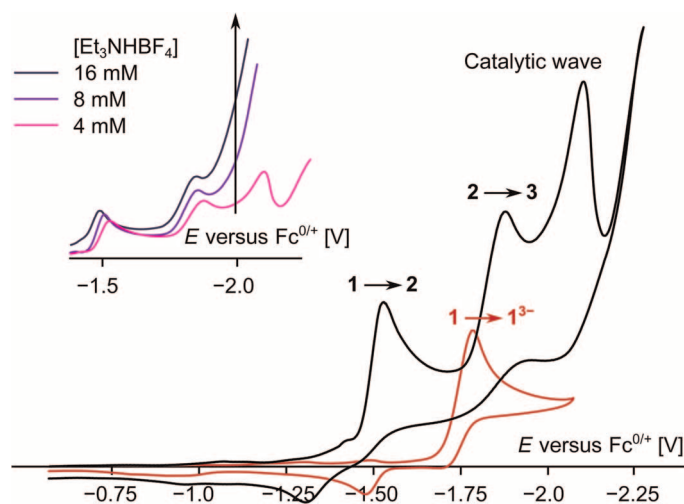 [Et₃NHBF₄]
16 mM
8 mM
4 mM
E versus Fc⁰/⁺ [V]
−1.5 −2.0
Catalytic wave
2 → 3
1 → 2
1 → 1³⁻
E versus Fc⁰/⁺ [V]
−0.75 −1.0 −1.25 −1.50 −1.75 −2.0 −2.25